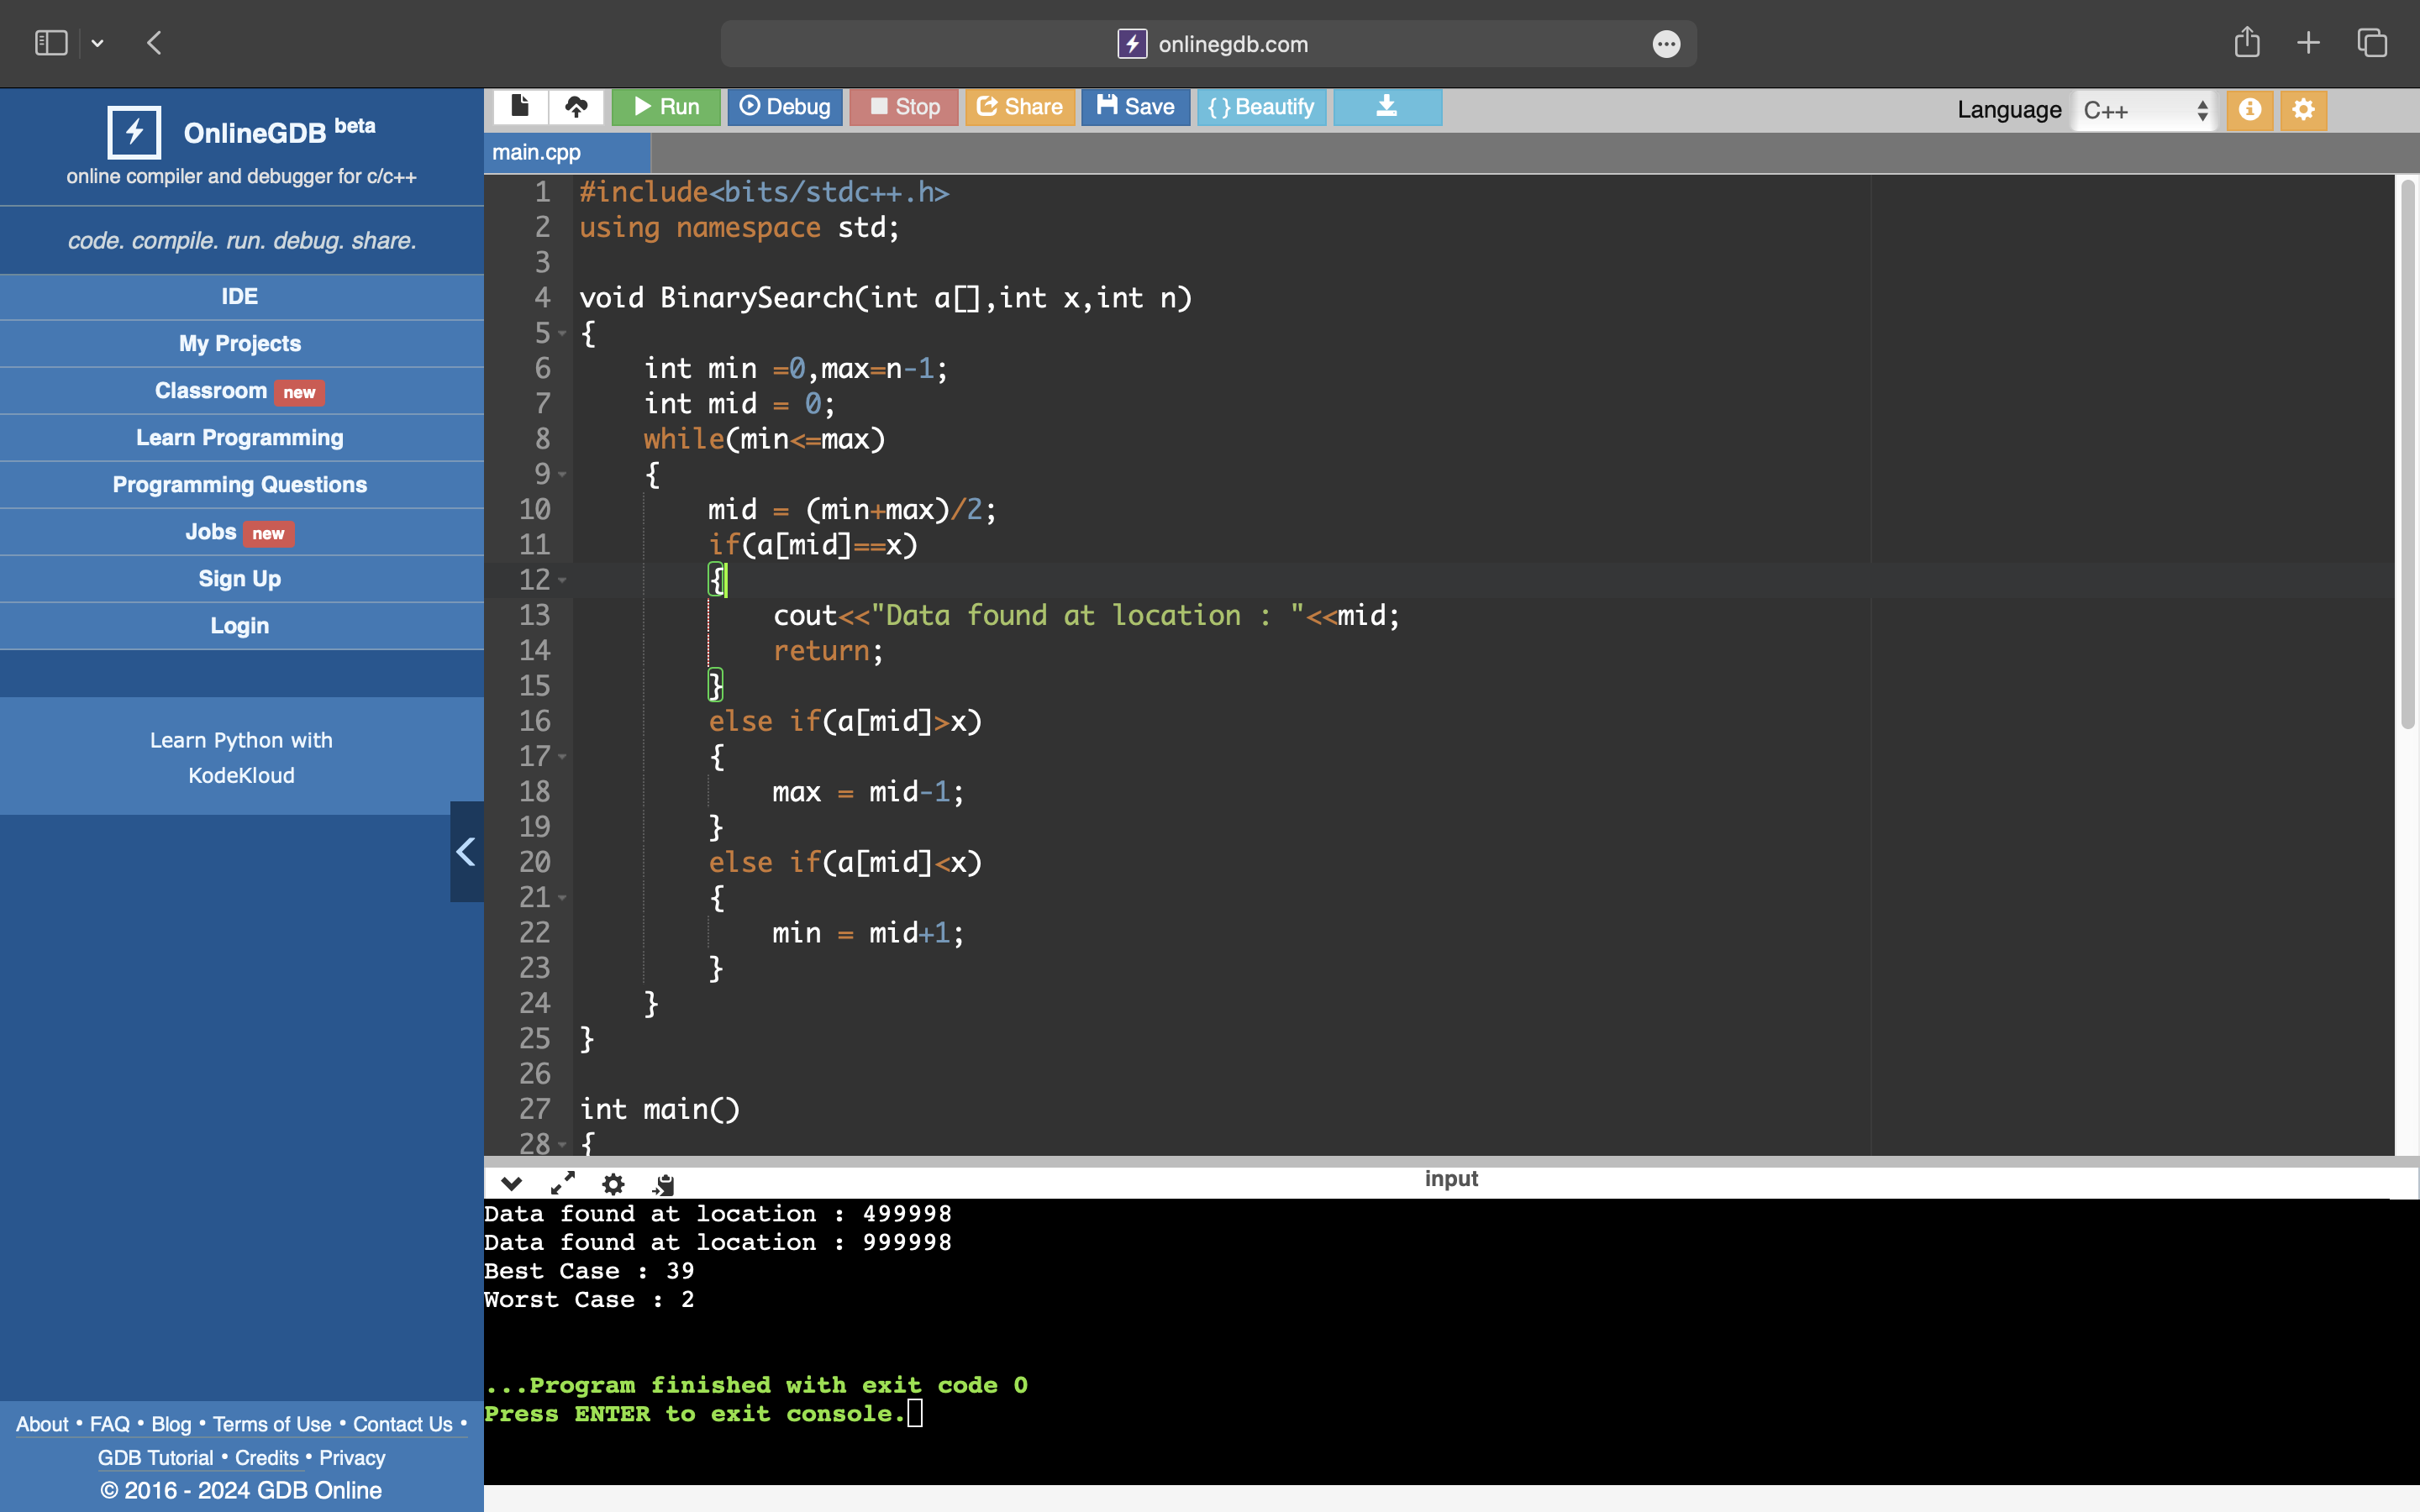 onlinegdb.com
OnlineGDB beta
online compiler and debugger for c/c++
code. compile. run. debug. share.
IDE
My Projects
Classroom new
Learn Programming
Programming Questions
Jobs new
Sign Up
Login
Learn Python with
KodeKloud
About • FAQ • Blog • Terms of Use • Contact Us •
GDB Tutorial • Credits • Privacy
© 2016 - 2024 GDB Online
Run Debug Stop Share Save { } Beautify Language C++
main.cpp
1 #include<bits/stdc++.h>
2 using namespace std;
3
4 void BinarySearch(int a[],int x,int n)
5 {
6     int min =0,max=n-1;
7     int mid = 0;
8     while(min<=max)
9     {
10         mid = (min+max)/2;
11         if(a[mid]==x)
12         {
13             cout<<"Data found at location : "<<mid;
14             return;
15         }
16         else if(a[mid]>x)
17         {
18             max = mid-1;
19         }
20         else if(a[mid]<x)
21         {
22             min = mid+1;
23         }
24     }
25 }
26
27 int main()
28 {
input
Data found at location : 499998
Data found at location : 999998
Best Case : 39
Worst Case : 2
...Program finished with exit code 0
Press ENTER to exit console.